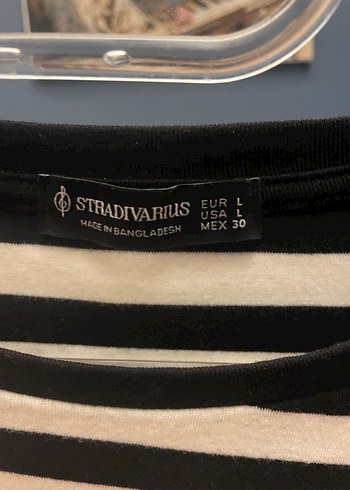 STRADIVARIUS
MADE IN BANGLADESH
EUR L
USA L
MEX 30